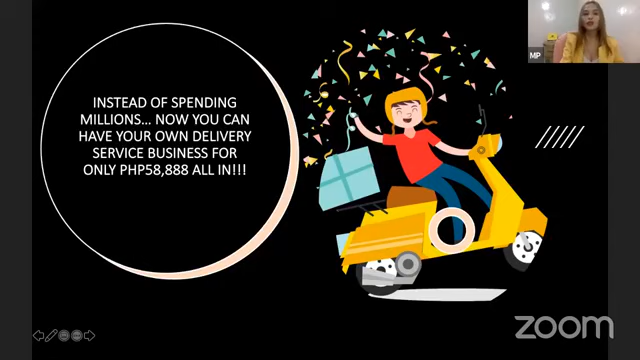 INSTEAD OF SPENDING
MILLIONS... NOW YOU CAN
HAVE YOUR OWN DELIVERY
SERVICE BUSINESS FOR
ONLY PHP58,888 ALL IN!!!
MP
zoom